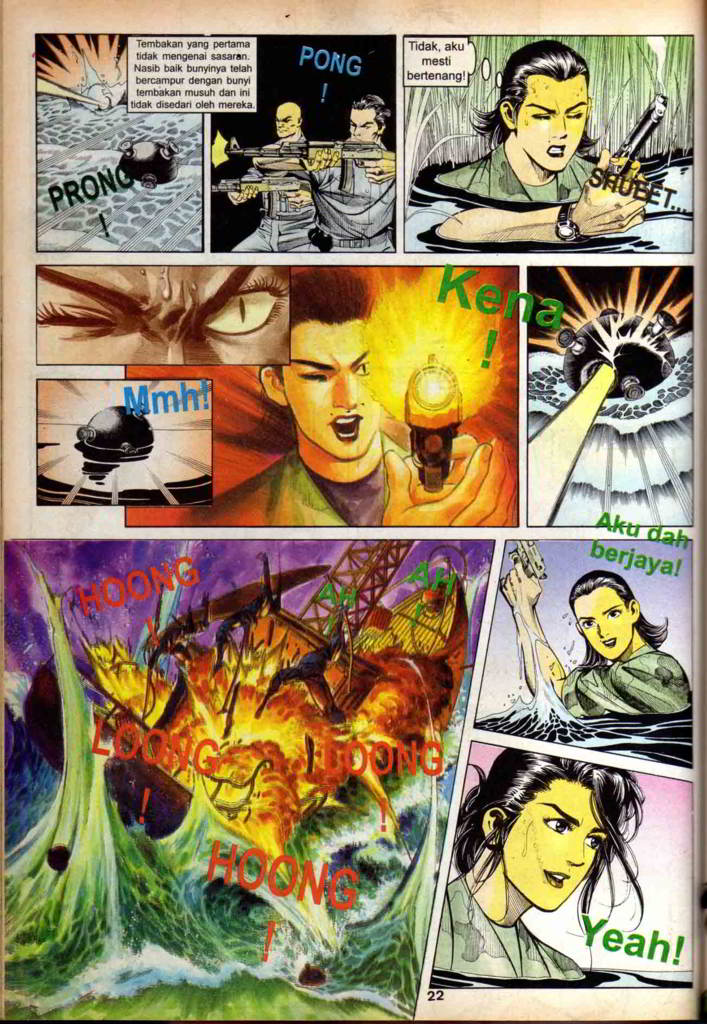 Tembakan yang pertama
tidak mengenai sasaran.
Nasib baik bunyinya telah
bercampur dengan bunyi
tembakan musuh dan ini
tidak disedari oleh mereka.
PRONG
!
PONG
!
Tidak, aku
mesti
bertenang!
SHUBET...
Mmh!
Kena
!
HOONG
!
AH
!
AH
!
LOONG
!
LOONG
!
HOONG
!
Aku dah
berjaya!
Yeah!
22